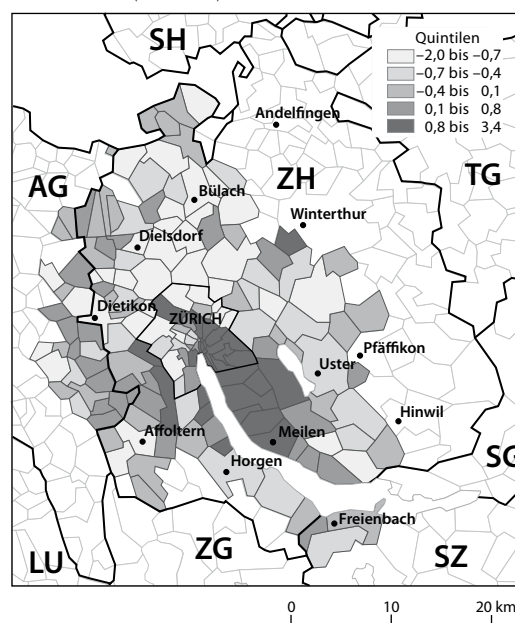 SH
Quintilen
–2,0 bis –0,7
–0,7 bis –0,4
–0,4 bis 0,1
0,1 bis 0,8
0,8 bis 3,4
Andelfingen
ZH
TG
AG
Bülach
Winterthur
Dielsdorf
Dietikon
ZÜRICH
Pfäffikon
Uster
Hinwil
Affoltern
Meilen
SG
Horgen
Freienbach
LU
ZG
SZ
0 10 20 km